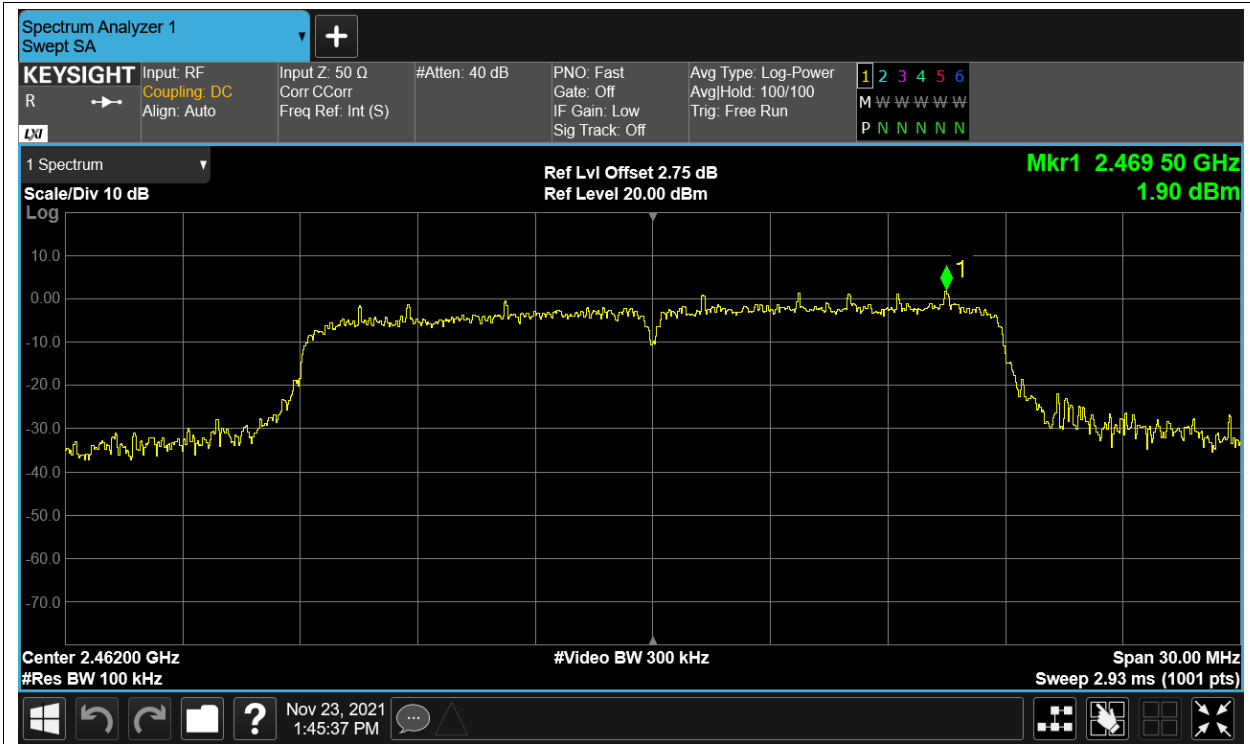 Spectrum Analyzer 1
Swept SA
KEYSIGHT
R
LXI
Input: RF
Coupling: DC
Align: Auto
Input Z: 50 Ω
Corr CCorr
Freq Ref: Int (S)
#Atten: 40 dB
PNO: Fast
Gate: Off
IF Gain: Low
Sig Track: Off
Avg Type: Log-Power
Avg|Hold: 100/100
Trig: Free Run
1 2 3 4 5 6
M W W W W W
P N N N N N
1 Spectrum
Scale/Div 10 dB
Log
Ref Lvl Offset 2.75 dB
Ref Level 20.00 dBm
Mkr1 2.469 50 GHz
1.90 dBm
1
10.0
0.00
-10.0
-20.0
-30.0
-40.0
-50.0
-60.0
-70.0
Center 2.46200 GHz
#Video BW 300 kHz
Span 30.00 MHz
#Res BW 100 kHz
Sweep 2.93 ms (1001 pts)
?
Nov 23, 2021
1:45:37 PM